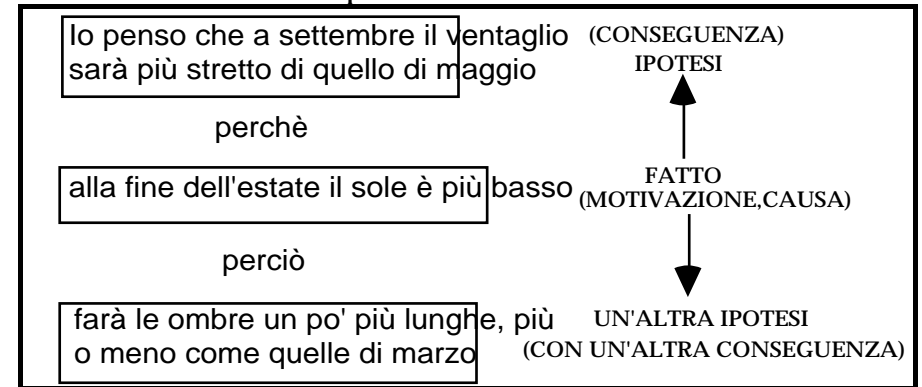 Io penso che a settembre il ventaglio (CONSEGUENZA)
sarà più stretto di quello di maggio IPOTESI
perchè
alla fine dell'estate il sole è più basso FATTO
(MOTIVAZIONE,CAUSA)
perciò
farà le ombre un po' più lunghe, più UN'ALTRA IPOTESI
o meno come quelle di marzo (CON UN'ALTRA CONSEGUENZA)